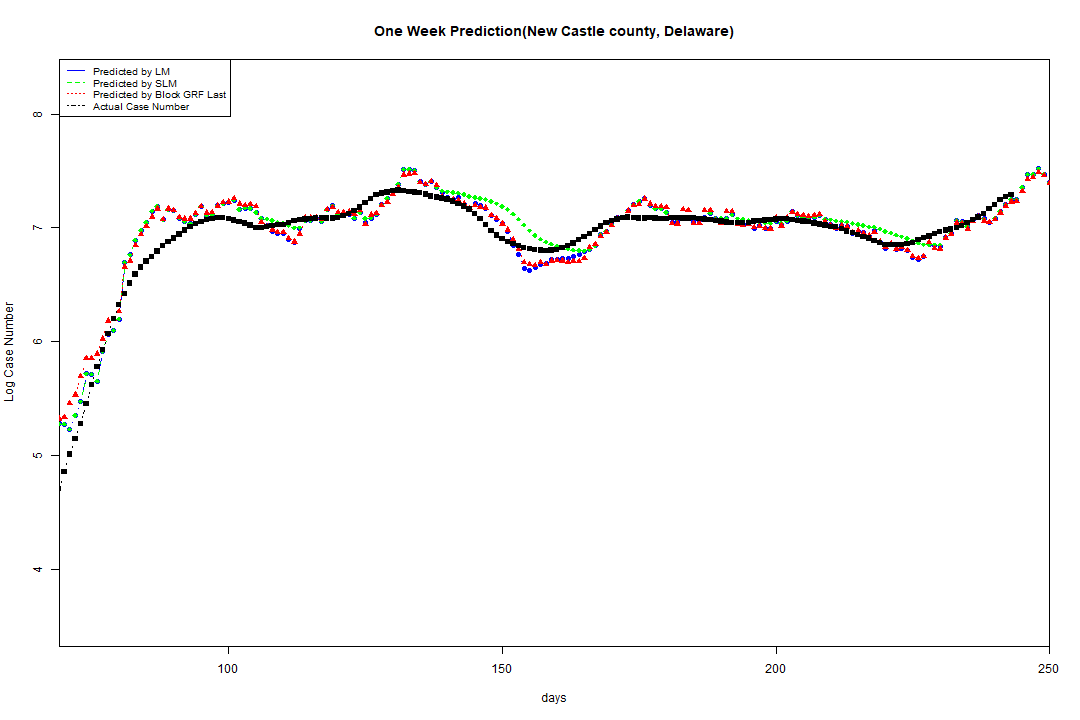 One Week Prediction(New Castle county, Delaware)
Predicted by LM
Predicted by SLM
Predicted by Block GRF Last
Actual Case Number
8
7
6
5
4
Log Case Number
100 150 200 250
days